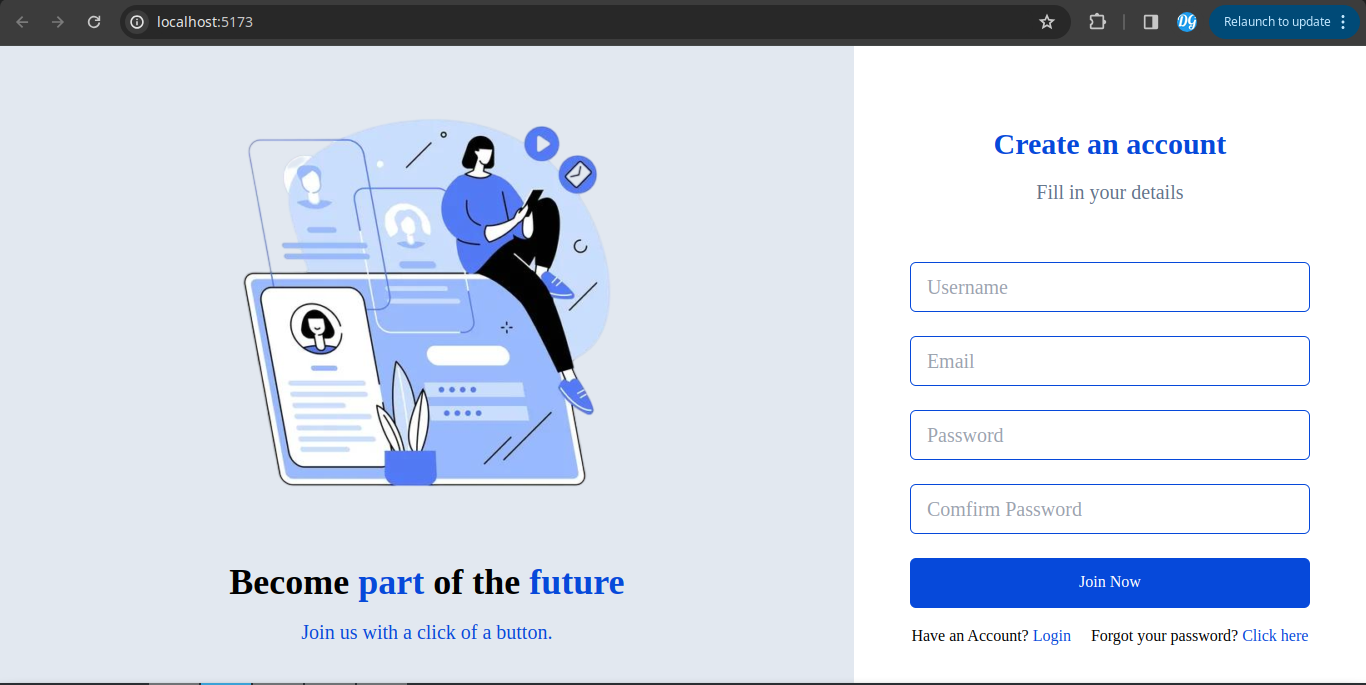 localhost:5173
DG
Relaunch to update
Create an account
Fill in your details
Username
Email
Password
Comfirm Password
Join Now
Have an Account? Login Forgot your password? Click here
Become part of the future
Join us with a click of a button.